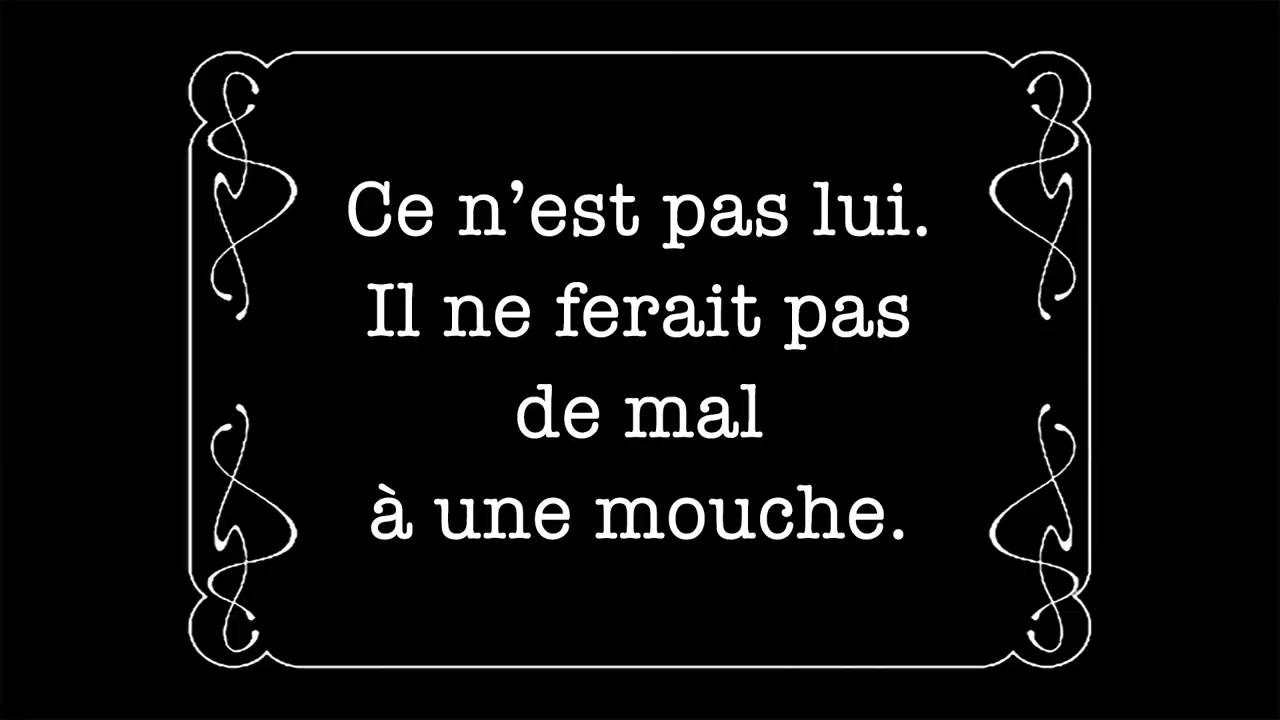 Ce n’est pas lui.
Il ne ferait pas
de mal
à une mouche.